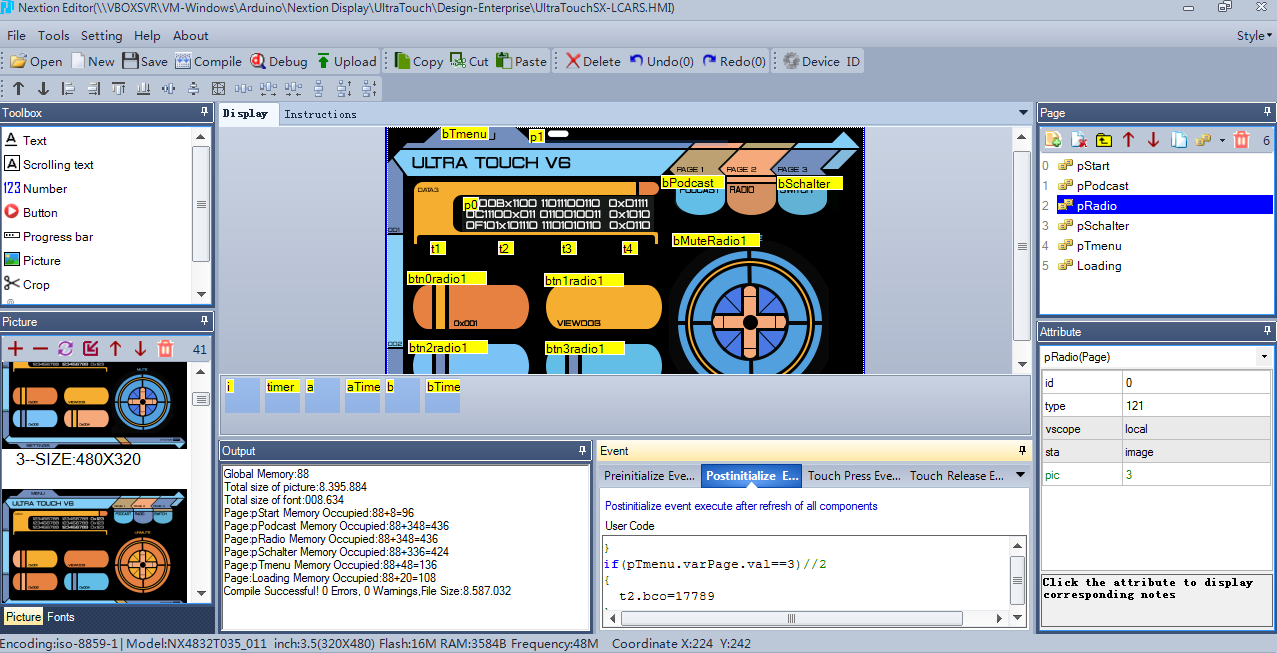 Nextion Editor(\\VBOXSVR\VM-Windows\Arduino\Nextion Display\UltraTouch\Design-Enterprise\UltraTouchSX-LCARS.HMI)
File Tools Setting Help About
Style
Open New Save Compile Debug Upload Copy Cut Paste Delete Undo(0) Redo(0) Device ID
Toolbox
Text
Scrolling text
Number
Button
Progress bar
Picture
Crop
Picture
41
3--SIZE:480X320
Picture Fonts
Display Instructions
bTmenu p1
ULTRA TOUCH V6
PAGE 1 PAGE 2 PAGE 3
bPodcast bSchalter
PODCAST RADIO SWITCH
DATA3
p0
00BX1100 1101100110 0X01111
0C11100X011 0110010011 0X1010
0F101X101110 1110101010 0X0110
001
t1 t2 t3 t4
bMuteRadio1
btn0radio1 btn1radio1
0X001 VIEW003
002
btn2radio1 btn3radio1
i timer a aTime b bTime
Output
Global Memory:88
Total size of picture:8.395.884
Total size of font:008.634
Page:pStart Memory Occupied:88+8=96
Page:pPodcast Memory Occupied:88+348=436
Page:pRadio Memory Occupied:88+348=436
Page:pSchalter Memory Occupied:88+336=424
Page:pTmenu Memory Occupied:88+48=136
Page:Loading Memory Occupied:88+20=108
Compile Successful! 0 Errors, 0 Warnings,File Size:8.587.032
Event
Preinitialize Eve... Postinitialize E... Touch Press Eve... Touch Release E...
Postinitialize event execute after refresh of all components
User Code
}
if(pTmenu.varPage.val==3)//2
{
t2.bco=17789
Page
6
0 pStart
1 pPodcast
2 pRadio
3 pSchalter
4 pTmenu
5 Loading
Attribute
pRadio(Page)
id 0
type 121
vscope local
sta image
pic 3
Click the attribute to display
corresponding notes
Encoding:iso-8859-1 Model:NX4832T035_011 inch:3.5(320X480) Flash:16M RAM:3584B Frequency:48M Coordinate X:224 Y:242